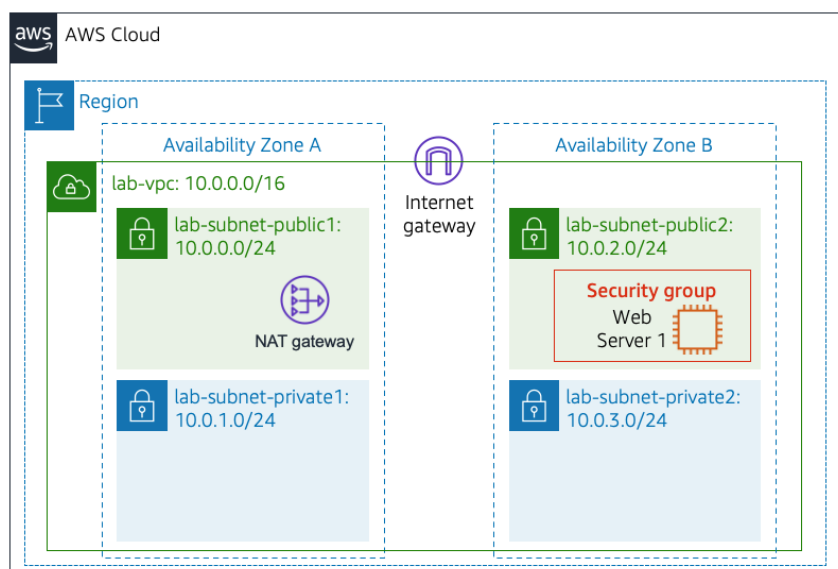 aws
AWS Cloud
Region
Availability Zone A
Availability Zone B
lab-vpc: 10.0.0.0/16
Internet
gateway
lab-subnet-public1:
10.0.0.0/24
NAT gateway
lab-subnet-public2:
10.0.2.0/24
Security group
Web
Server 1
lab-subnet-private1:
10.0.1.0/24
lab-subnet-private2:
10.0.3.0/24